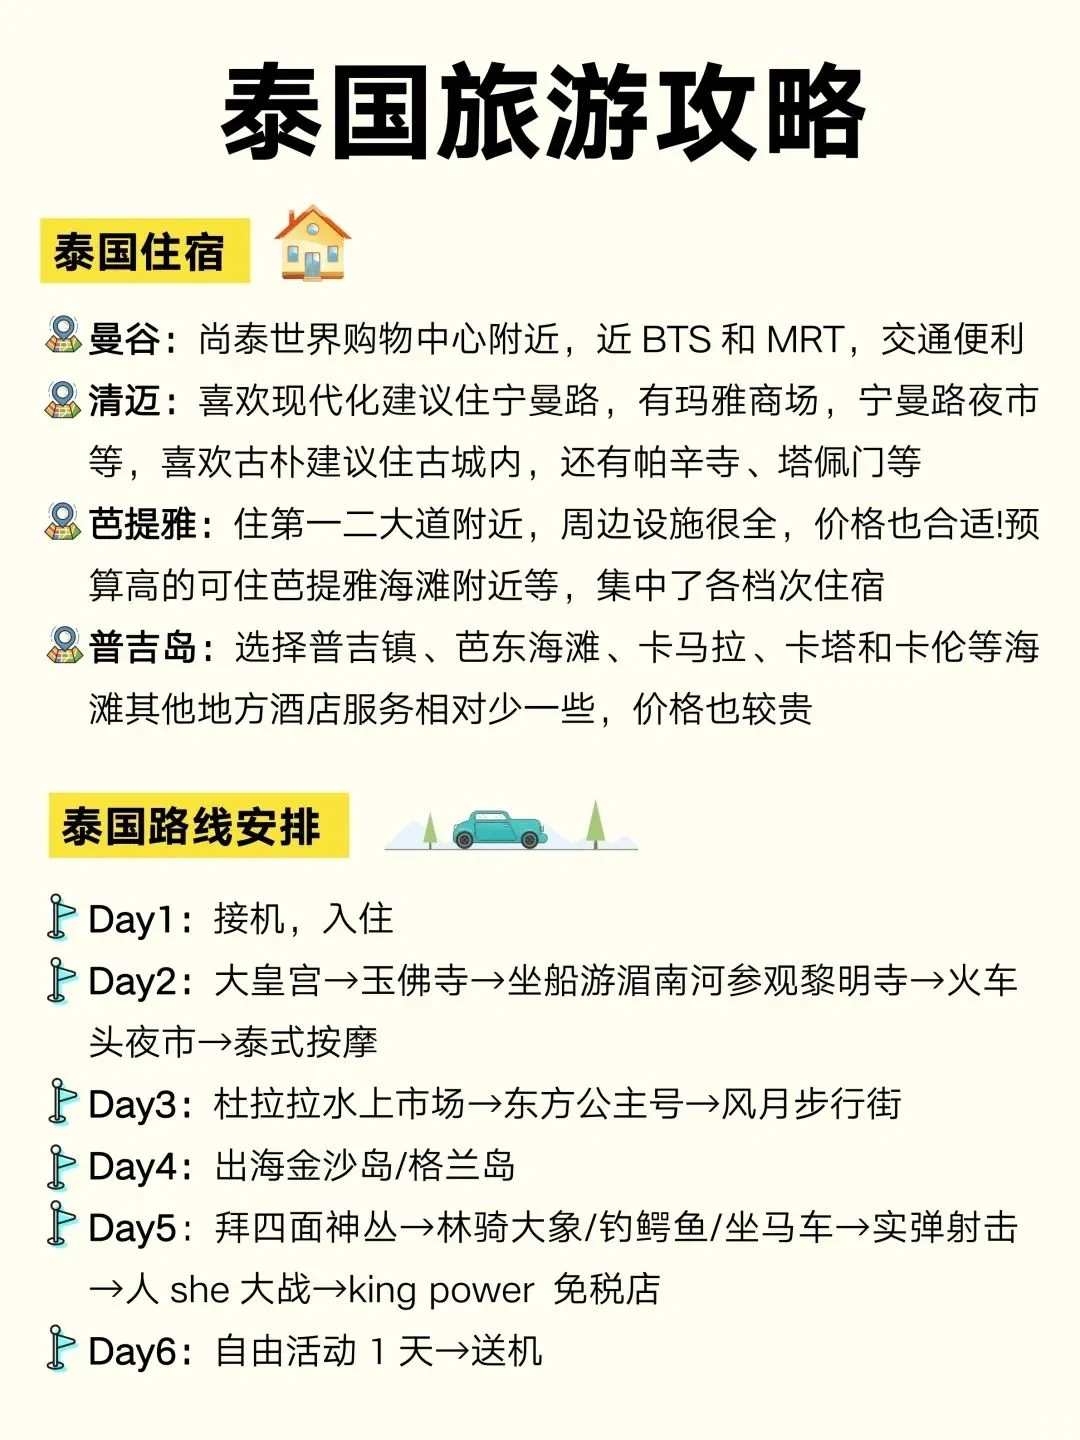 泰国旅游攻略
泰国住宿
曼谷：尚泰世界购物中心附近，近 BTS 和 MRT，交通便利
清迈：喜欢现代化建议住宁曼路，有玛雅商场，宁曼路夜市
等，喜欢古朴建议住古城内，还有帕辛寺、塔佩门等
芭提雅：住第一二大道附近，周边设施很全，价格也合适!预
算高的可住芭提雅海滩附近等，集中了各档次住宿
普吉岛：选择普吉镇、芭东海滩、卡马拉、卡塔和卡伦等海
滩其他地方酒店服务相对少一些，价格也较贵
泰国路线安排
Day1：接机，入住
Day2：大皇宫→玉佛寺→坐船游湄南河参观黎明寺→火车
头夜市→泰式按摩
Day3：杜拉拉水上市场→东方公主号→风月步行街
Day4：出海金沙岛/格兰岛
Day5：拜四面神丛→林骑大象/钓鳄鱼/坐马车→实弹射击
→人 she 大战→king power 免税店
Day6：自由活动 1 天→送机